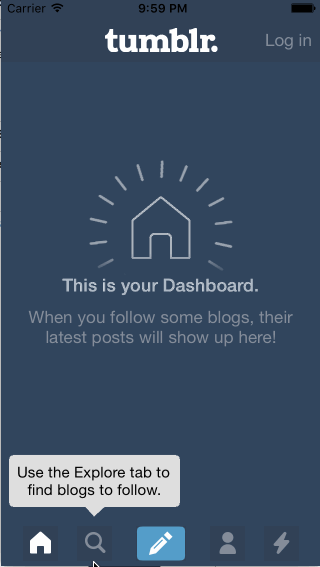 Carrier 9:59 PM
tumblr.
Log in
This is your Dashboard.
When you follow some blogs, their
latest posts will show up here!
Use the Explore tab to
find blogs to follow.